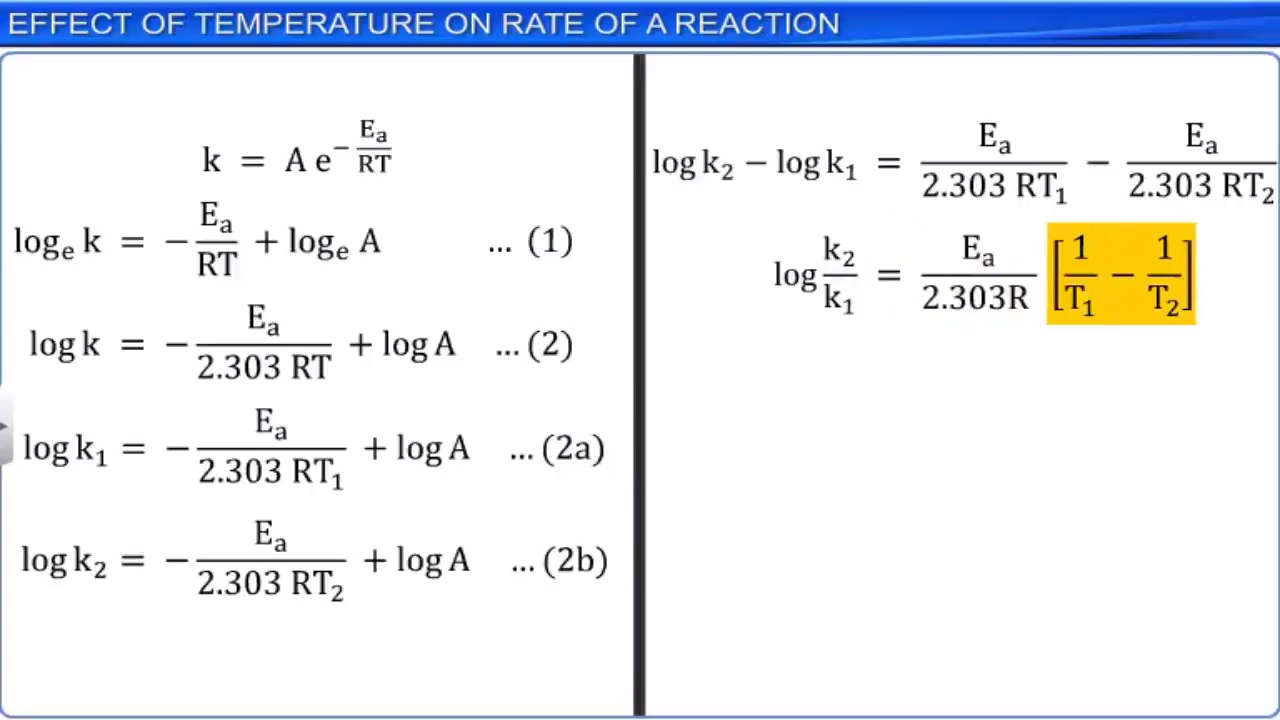 EFFECT OF TEMPERATURE ON RATE OF A REACTION
k = A e^(−Eₐ/RT)
logₑ k = −Eₐ/RT + logₑ A ... (1)
log k = −Eₐ/2.303 RT + log A ... (2)
log k₁ = −Eₐ/2.303 RT₁ + log A ... (2a)
log k₂ = −Eₐ/2.303 RT₂ + log A ... (2b)
log k₂ − log k₁ = Eₐ/2.303 RT₁ − Eₐ/2.303 RT₂
log k₂/k₁ = Eₐ/2.303R [1/T₁ − 1/T₂]